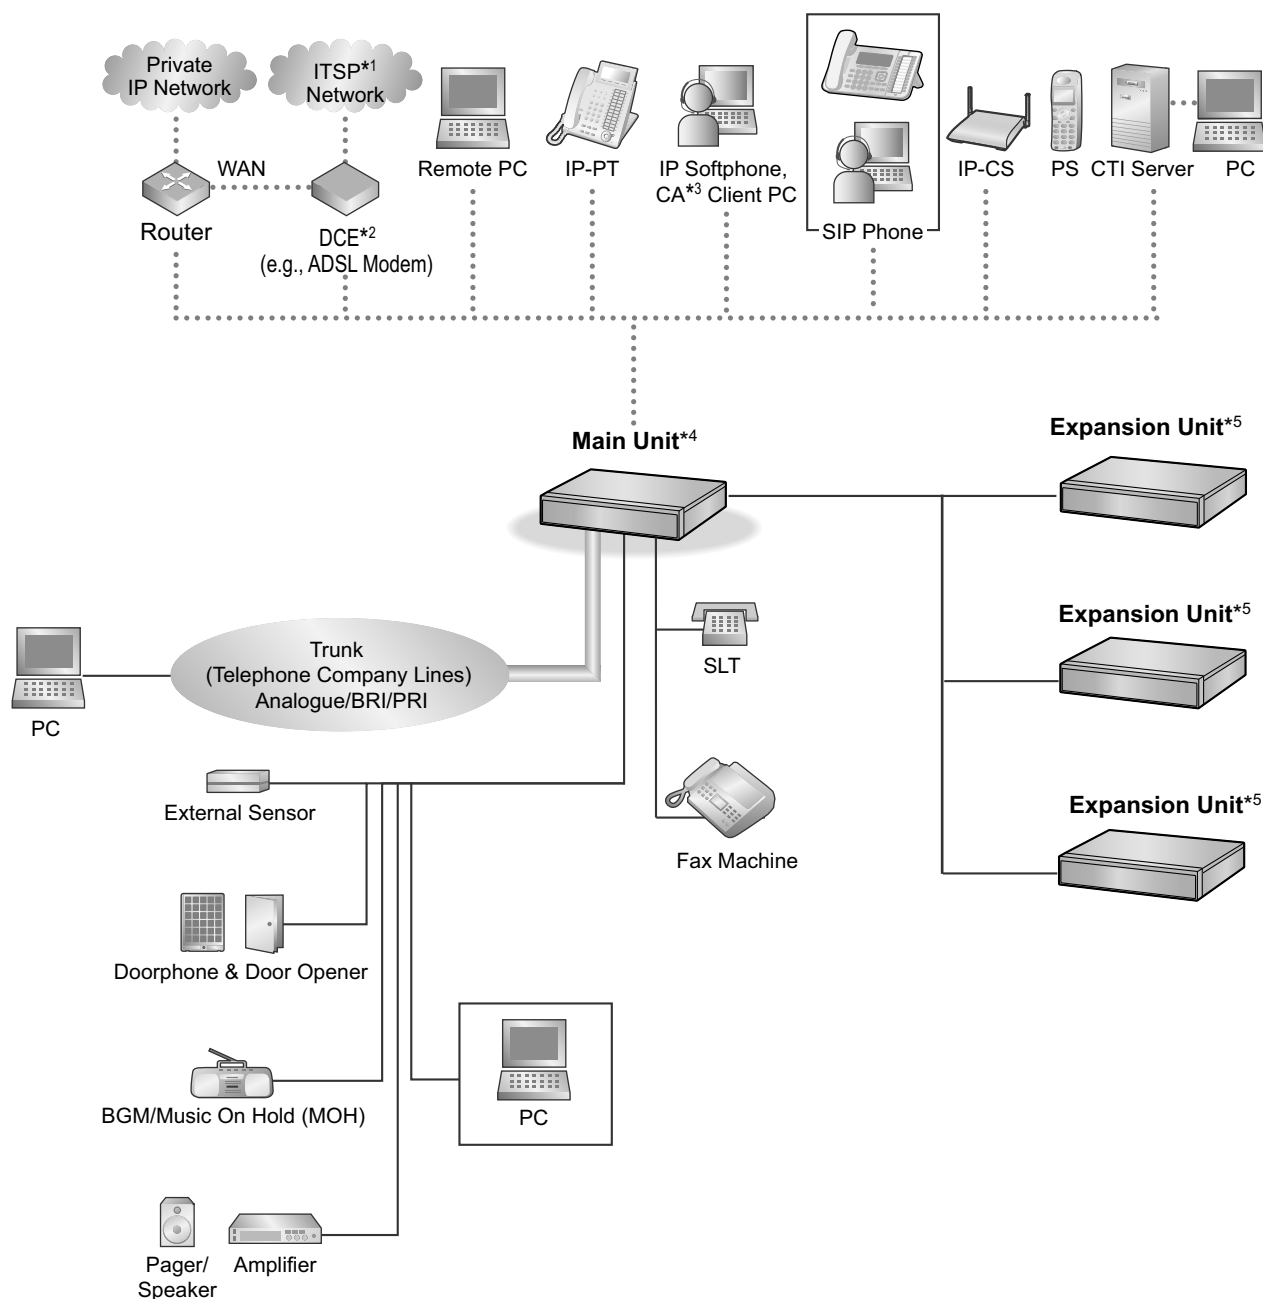 Private
IP Network
ITSP*1
Network
WAN
Router
DCE*2
(e.g., ADSL Modem)
Remote PC
IP-PT
IP Softphone,
CA*3 Client PC
SIP Phone
IP-CS
PS
CTI Server
PC
Main Unit*4
Expansion Unit*5
Expansion Unit*5
Expansion Unit*5
SLT
Fax Machine
Trunk
(Telephone Company Lines)
Analogue/BRI/PRI
PC
External Sensor
Doorphone & Door Opener
BGM/Music On Hold (MOH)
PC
Pager/
Speaker
Amplifier